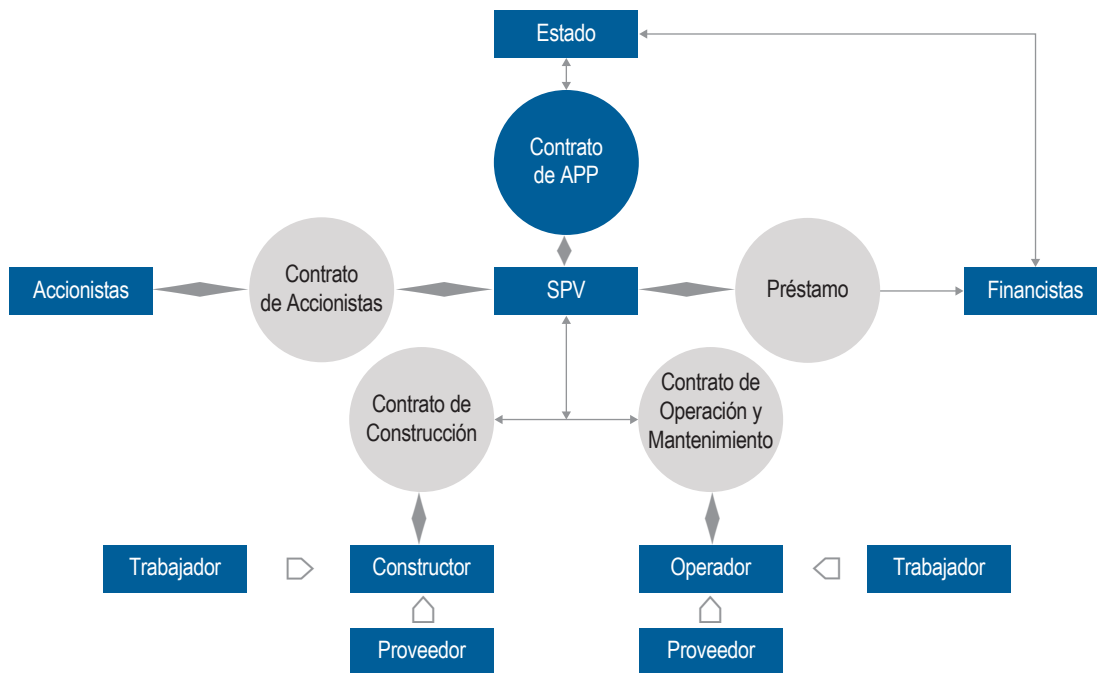 Estado
Contrato
de APP
Accionistas
Contrato
de Accionistas
SPV
Préstamo
Financistas
Contrato de
Construcción
Contrato de
Operación y
Mantenimiento
Trabajador
Constructor
Operador
Trabajador
Proveedor
Proveedor